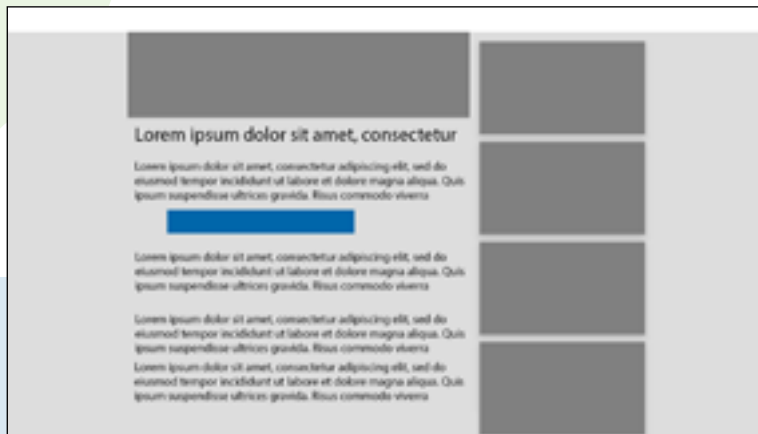 Lorem ipsum dolor sit amet, consectetur
Lorem ipsum dolor sit amet, consectetur adipiscing elit, sed do
eiusmod tempor incididunt ut labore et dolore magna aliqua. Quis
ipsum suspendisse ultrices gravida. Risus commodo viverra
Lorem ipsum dolor sit amet, consectetur adipiscing elit, sed do
eiusmod tempor incididunt ut labore et dolore magna aliqua. Quis
ipsum suspendisse ultrices gravida. Risus commodo viverra
Lorem ipsum dolor sit amet, consectetur adipiscing elit, sed do
eiusmod tempor incididunt ut labore et dolore magna aliqua. Quis
ipsum suspendisse ultrices gravida. Risus commodo viverra
Lorem ipsum dolor sit amet, consectetur adipiscing elit, sed do
eiusmod tempor incididunt ut labore et dolore magna aliqua. Quis
ipsum suspendisse ultrices gravida. Risus commodo viverra